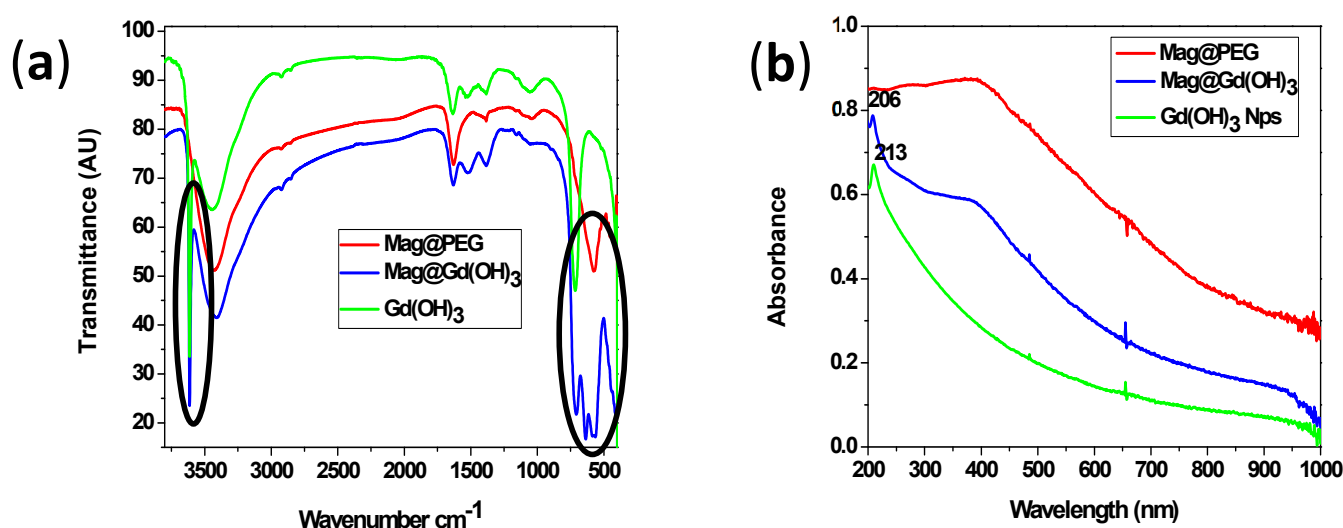 (a)
Transmittance (AU)
100
90
80
70
60
50
40
30
20
Mag@PEG
Mag@Gd(OH)3
Gd(OH)3
3500 3000 2500 2000 1500 1000 500
Wavenumber cm-1
(b)
Absorbance
1.0
0.8
0.6
0.4
0.2
0.0
Mag@PEG
Mag@Gd(OH)3
Gd(OH)3 Nps
206
213
200 300 400 500 600 700 800 900 1000
Wavelength (nm)